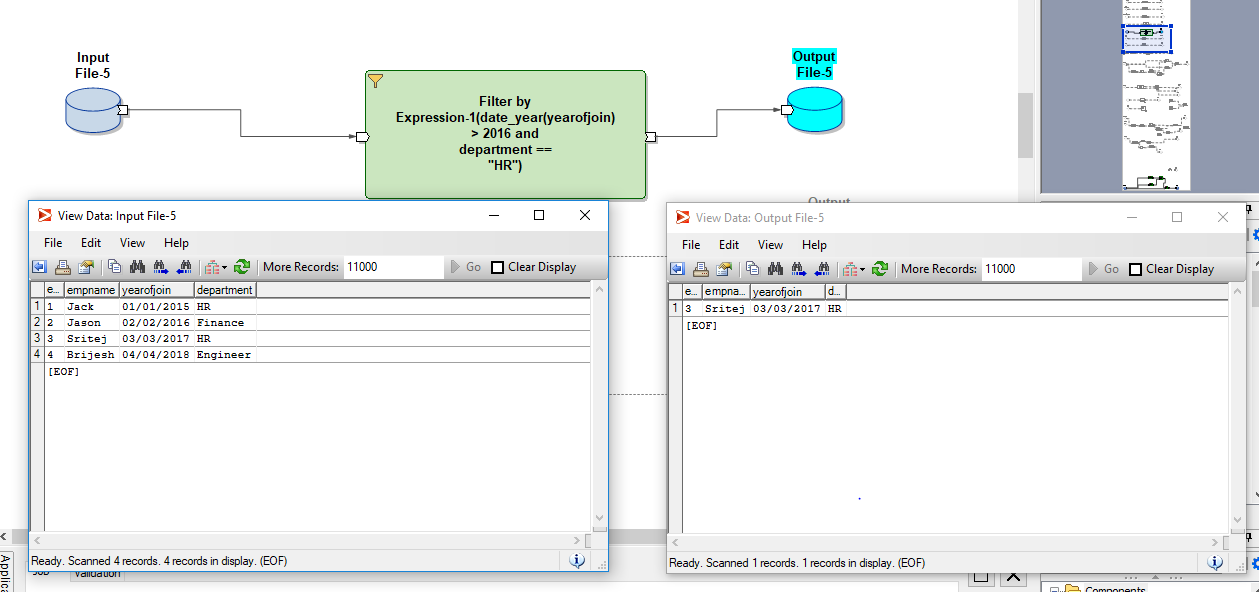 Input
File-5
Output
File-5
Filter by
Expression-1(date_year(yearofjoin)
> 2016 and
department ==
"HR")
Output
View Data: Input File-5
File Edit View Help
More Records: 11000 Go Clear Display
e... empname yearofjoin department
1 1 Jack 01/01/2015 HR
2 2 Jason 02/02/2016 Finance
3 3 Sritej 03/03/2017 HR
4 4 Brijesh 04/04/2018 Engineer
[EOF]
Ready. Scanned 4 records. 4 records in display. (EOF)
View Data: Output File-5
File Edit View Help
More Records: 11000 Go Clear Display
e... empna... yearofjoin d...
1 3 Sritej 03/03/2017 HR
[EOF]
Ready. Scanned 1 records. 1 records in display. (EOF)
Validation
Components